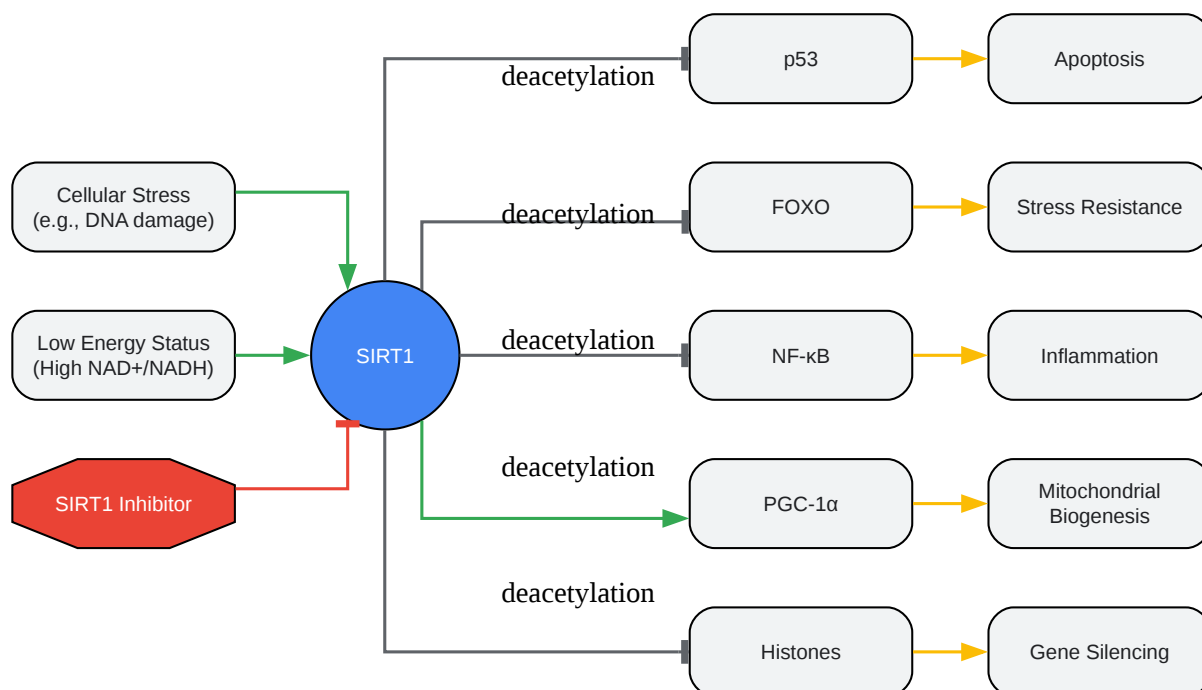 p53
Apoptosis
deacetylation
Cellular Stress
(e.g., DNA damage)
deacetylation
FOXO
Stress Resistance
Low Energy Status
(High NAD+/NADH)
SIRT1
deacetylation
NF-κB
Inflammation
SIRT1 Inhibitor
deacetylation
PGC-1α
Mitochondrial
Biogenesis
deacetylation
Histones
Gene Silencing